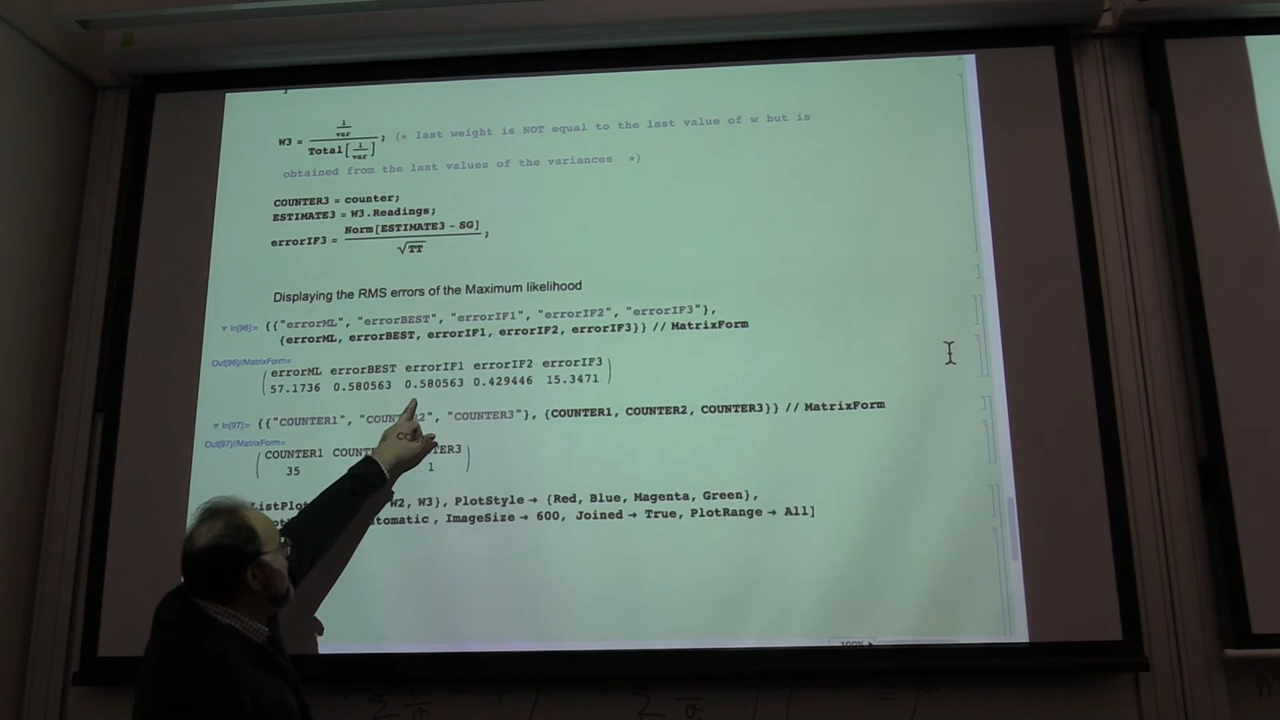 W3 = 1/var / Total[1/var] ; (* last weight is NOT equal to the last value of w but is
obtained from the last values of the variances *)
COUNTER3 = counter;
ESTIMATE3 = W3.Readings;
errorIF3 = Norm[ESTIMATE3 - SG] / √TT ;
Displaying the RMS errors of the Maximum likelihood
In[96]:= {{"errorML", "errorBEST", "errorIF1", "errorIF2", "errorIF3"},
{errorML, errorBEST, errorIF1, errorIF2, errorIF3}} // MatrixForm
Out[96]//MatrixForm=
errorML errorBEST errorIF1 errorIF2 errorIF3
57.1736 0.580563 0.580563 0.429446 15.3471
In[97]:= {{"COUNTER1", "COUNTER2", "COUNTER3"}, {COUNTER1, COUNTER2, COUNTER3}} // MatrixForm
Out[97]//MatrixForm=
COUNTER1
35 1
W2, W3}, PlotStyle → {Red, Blue, Magenta, Green},
ImageSize → 600, Joined → True, PlotRange → All]
100%